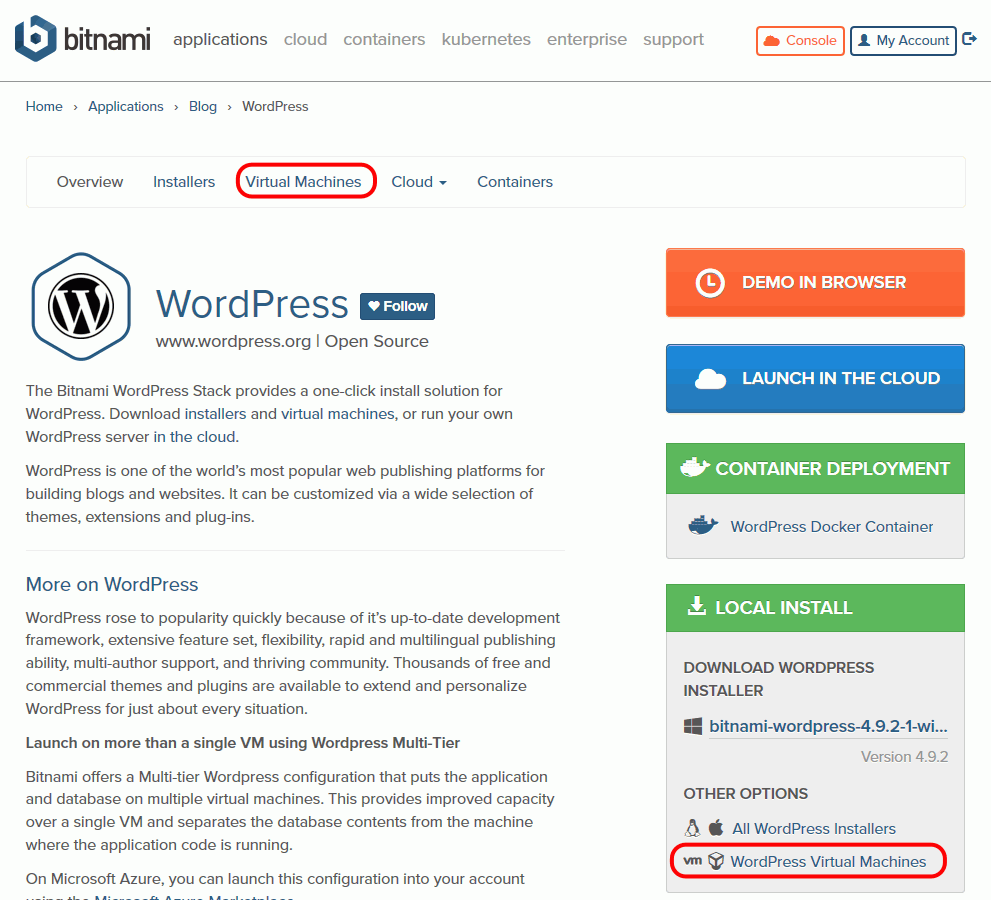 bitnami
applications cloud containers kubernetes enterprise support
Console My Account
Home › Applications › Blog › WordPress
Overview Installers Virtual Machines Cloud Containers
WordPress Follow
www.wordpress.org | Open Source
The Bitnami WordPress Stack provides a one-click install solution for
WordPress. Download installers and virtual machines, or run your own
WordPress server in the cloud.
WordPress is one of the world's most popular web publishing platforms for
building blogs and websites. It can be customized via a wide selection of
themes, extensions and plug-ins.
More on WordPress
WordPress rose to popularity quickly because of it's up-to-date development
framework, extensive feature set, flexibility, rapid and multilingual publishing
ability, multi-author support, and thriving community. Thousands of free and
commercial themes and plugins are available to extend and personalize
WordPress for just about every situation.
Launch on more than a single VM using Wordpress Multi-Tier
Bitnami offers a Multi-tier Wordpress configuration that puts the application
and database on multiple virtual machines. This provides improved capacity
over a single VM and separates the database contents from the machine
where the application code is running.
On Microsoft Azure, you can launch this configuration into your account
using the Microsoft Azure Marketplace.
DEMO IN BROWSER
LAUNCH IN THE CLOUD
CONTAINER DEPLOYMENT
WordPress Docker Container
LOCAL INSTALL
DOWNLOAD WORDPRESS
INSTALLER
bitnami-wordpress-4.9.2-1-wi...
Version 4.9.2
OTHER OPTIONS
All WordPress Installers
vm WordPress Virtual Machines